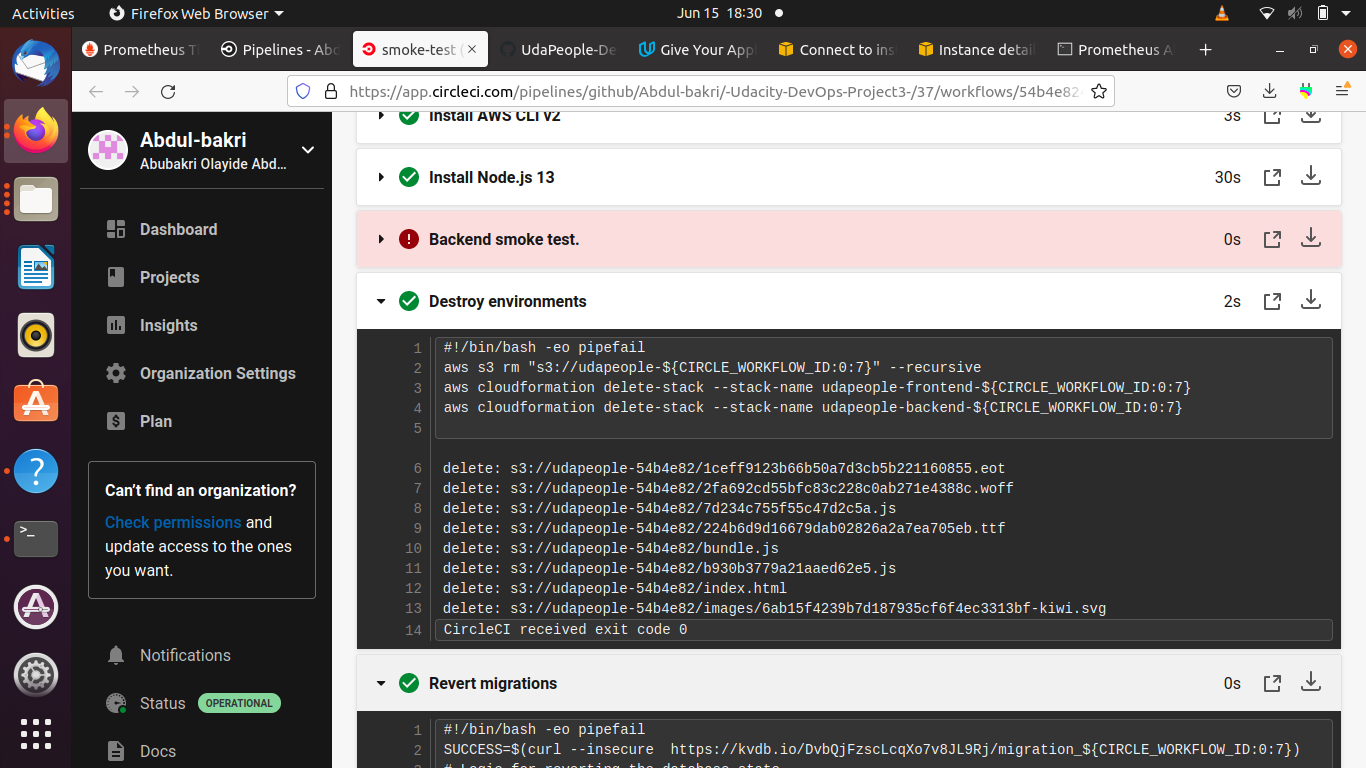 Activities
Firefox Web Browser
Jun 15 18:30
Prometheus Ti
Pipelines - Abd
smoke-test (
UdaPeople-De
Give Your Appl
Connect to ins
Instance detail
Prometheus A
https://app.circleci.com/pipelines/github/Abdul-bakri/-Udacity-DevOps-Project3-/37/workflows/54b4e82
Abdul-bakri
Abubakri Olayide Abd...
Dashboard
Projects
Insights
Organization Settings
Plan
Can't find an organization?
Check permissions and
update access to the ones
you want.
Notifications
Status OPERATIONAL
Docs
Install AWS CLI v2 3s
Install Node.js 13 30s
Backend smoke test. 0s
Destroy environments 2s
1 #!/bin/bash -eo pipefail
2 aws s3 rm "s3://udapeople-${CIRCLE_WORKFLOW_ID:0:7}" --recursive
3 aws cloudformation delete-stack --stack-name udapeople-frontend-${CIRCLE_WORKFLOW_ID:0:7}
4 aws cloudformation delete-stack --stack-name udapeople-backend-${CIRCLE_WORKFLOW_ID:0:7}
5
6 delete: s3://udapeople-54b4e82/1ceff9123b66b50a7d3cb5b221160855.eot
7 delete: s3://udapeople-54b4e82/2fa692cd55bfc83c228c0ab271e4388c.woff
8 delete: s3://udapeople-54b4e82/7d234c755f55c47d2c5a.js
9 delete: s3://udapeople-54b4e82/224b6d9d16679dab02826a2a7ea705eb.ttf
10 delete: s3://udapeople-54b4e82/bundle.js
11 delete: s3://udapeople-54b4e82/b930b3779a21aaed62e5.js
12 delete: s3://udapeople-54b4e82/index.html
13 delete: s3://udapeople-54b4e82/images/6ab15f4239b7d187935cf6f4ec3313bf-kiwi.svg
14 CircleCI received exit code 0
Revert migrations 0s
1 #!/bin/bash -eo pipefail
2 SUCCESS=$(curl --insecure  https://kvdb.io/DvbQjFzscLcqXo7v8JL9Rj/migration_${CIRCLE_WORKFLOW_ID:0:7})
3 # Logic for reverting the database state